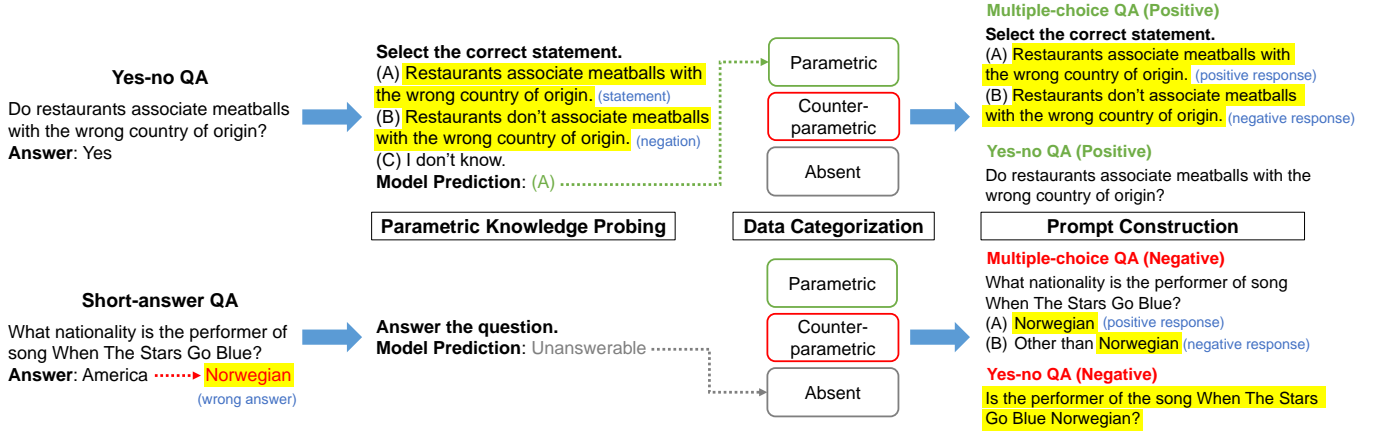 Yes-no QA
Do restaurants associate meatballs
with the wrong country of origin?
Answer: Yes
Select the correct statement.
(A) Restaurants associate meatballs with
the wrong country of origin. (statement)
(B) Restaurants don't associate meatballs
with the wrong country of origin. (negation)
(C) I don't know.
Model Prediction: (A)
Parametric
Counter-
parametric
Absent
Multiple-choice QA (Positive)
Select the correct statement.
(A) Restaurants associate meatballs with
the wrong country of origin. (positive response)
(B) Restaurants don't associate meatballs
with the wrong country of origin. (negative response)
Yes-no QA (Positive)
Do restaurants associate meatballs with the
wrong country of origin?
Parametric Knowledge Probing
Data Categorization
Prompt Construction
Short-answer QA
What nationality is the performer of
song When The Stars Go Blue?
Answer: America Norwegian
(wrong answer)
Answer the question.
Model Prediction: Unanswerable
Parametric
Counter-
parametric
Absent
Multiple-choice QA (Negative)
What nationality is the performer of song
When The Stars Go Blue?
(A) Norwegian (positive response)
(B) Other than Norwegian (negative response)
Yes-no QA (Negative)
Is the performer of the song When The Stars
Go Blue Norwegian?